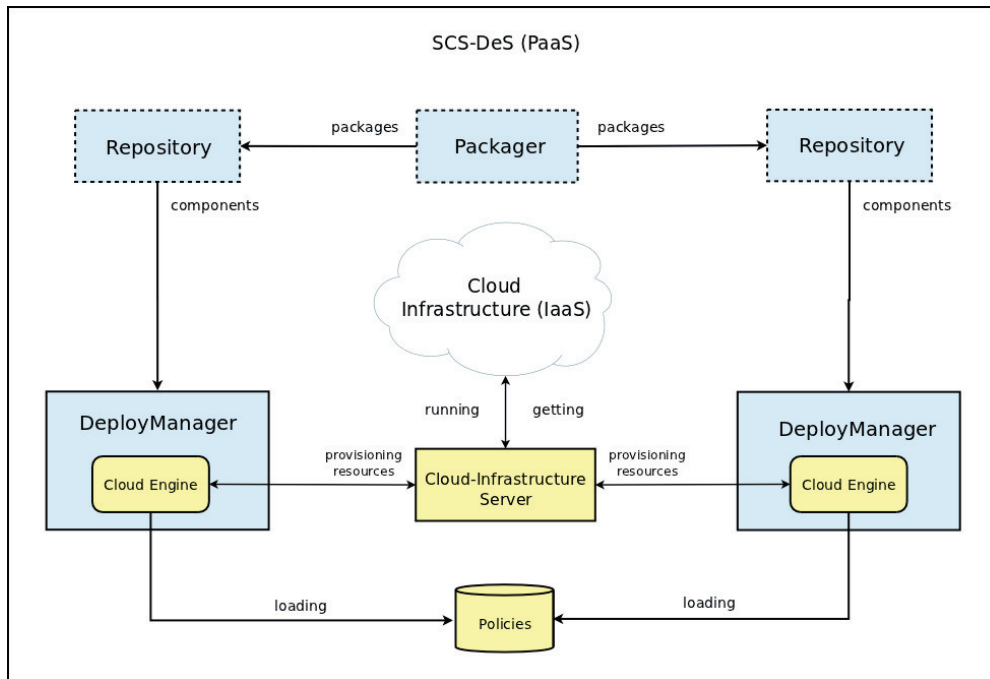 SCS-DeS (PaaS)
packages
packages
Repository
Packager
Repository
components
components
Cloud
Infrastructure (IaaS)
running
getting
DeployManager
DeployManager
provisioning
resources
provisioning
resources
Cloud Engine
Cloud-Infrastructure
Server
Cloud Engine
loading
loading
Policies